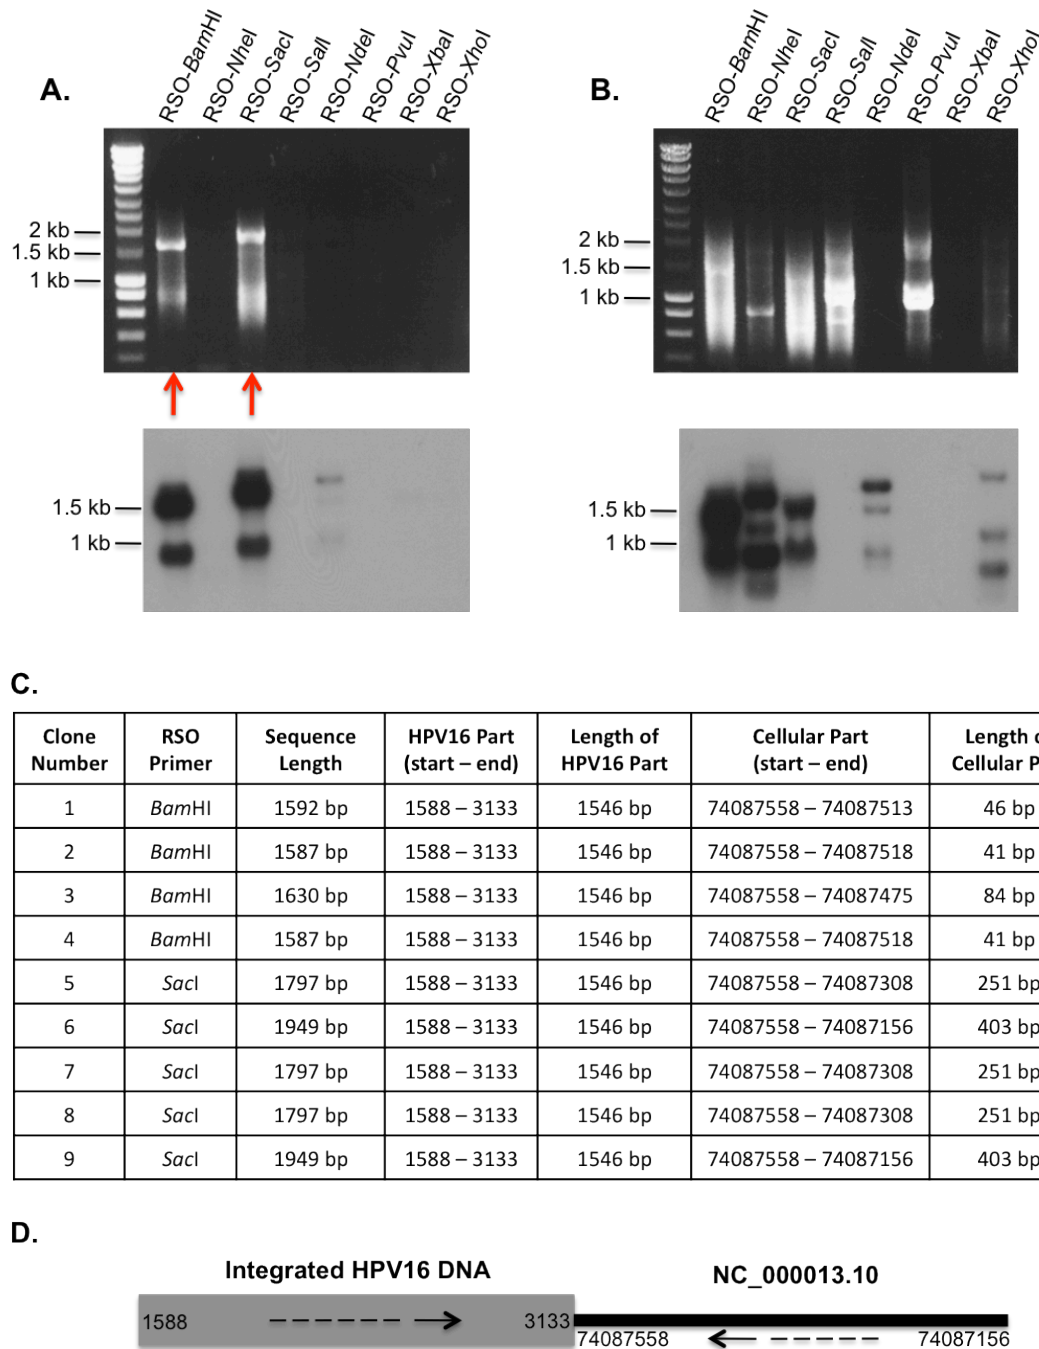 A.
RSO-BamHI
RSO-NheI
RSO-SacI
RSO-SalI
RSO-NdeI
RSO-PvuI
RSO-XbaI
RSO-XhoI
2 kb
1.5 kb
1 kb
1.5 kb
1 kb
B.
RSO-BamHI
RSO-NheI
RSO-SacI
RSO-SalI
RSO-NdeI
RSO-PvuI
RSO-XbaI
RSO-XhoI
2 kb
1.5 kb
1 kb
1.5 kb
1 kb
C.
Clone Number RSO Primer Sequence Length HPV16 Part (start – end) Length of HPV16 Part Cellular Part (start – end) Length Cellular
1 BamHI 1592 bp 1588 – 3133 1546 bp 74087558 – 74087513 46 bp
2 BamHI 1587 bp 1588 – 3133 1546 bp 74087558 – 74087518 41 bp
3 BamHI 1630 bp 1588 – 3133 1546 bp 74087558 – 74087475 84 bp
4 BamHI 1587 bp 1588 – 3133 1546 bp 74087558 – 74087518 41 bp
5 SacI 1797 bp 1588 – 3133 1546 bp 74087558 – 74087308 251 bp
6 SacI 1949 bp 1588 – 3133 1546 bp 74087558 – 74087156 403 bp
7 SacI 1797 bp 1588 – 3133 1546 bp 74087558 – 74087308 251 bp
8 SacI 1797 bp 1588 – 3133 1546 bp 74087558 – 74087308 251 bp
9 SacI 1949 bp 1588 – 3133 1546 bp 74087558 – 74087156 403 bp
D.
Integrated HPV16 DNA
NC_000013.10
1588
3133
74087558
74087156